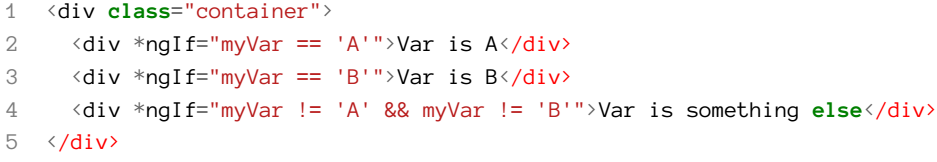 1 <div class="container">
2   <div *ngIf="myVar == 'A'">Var is A</div>
3   <div *ngIf="myVar == 'B'">Var is B</div>
4   <div *ngIf="myVar != 'A' && myVar != 'B'">Var is something else</div>
5 </div>